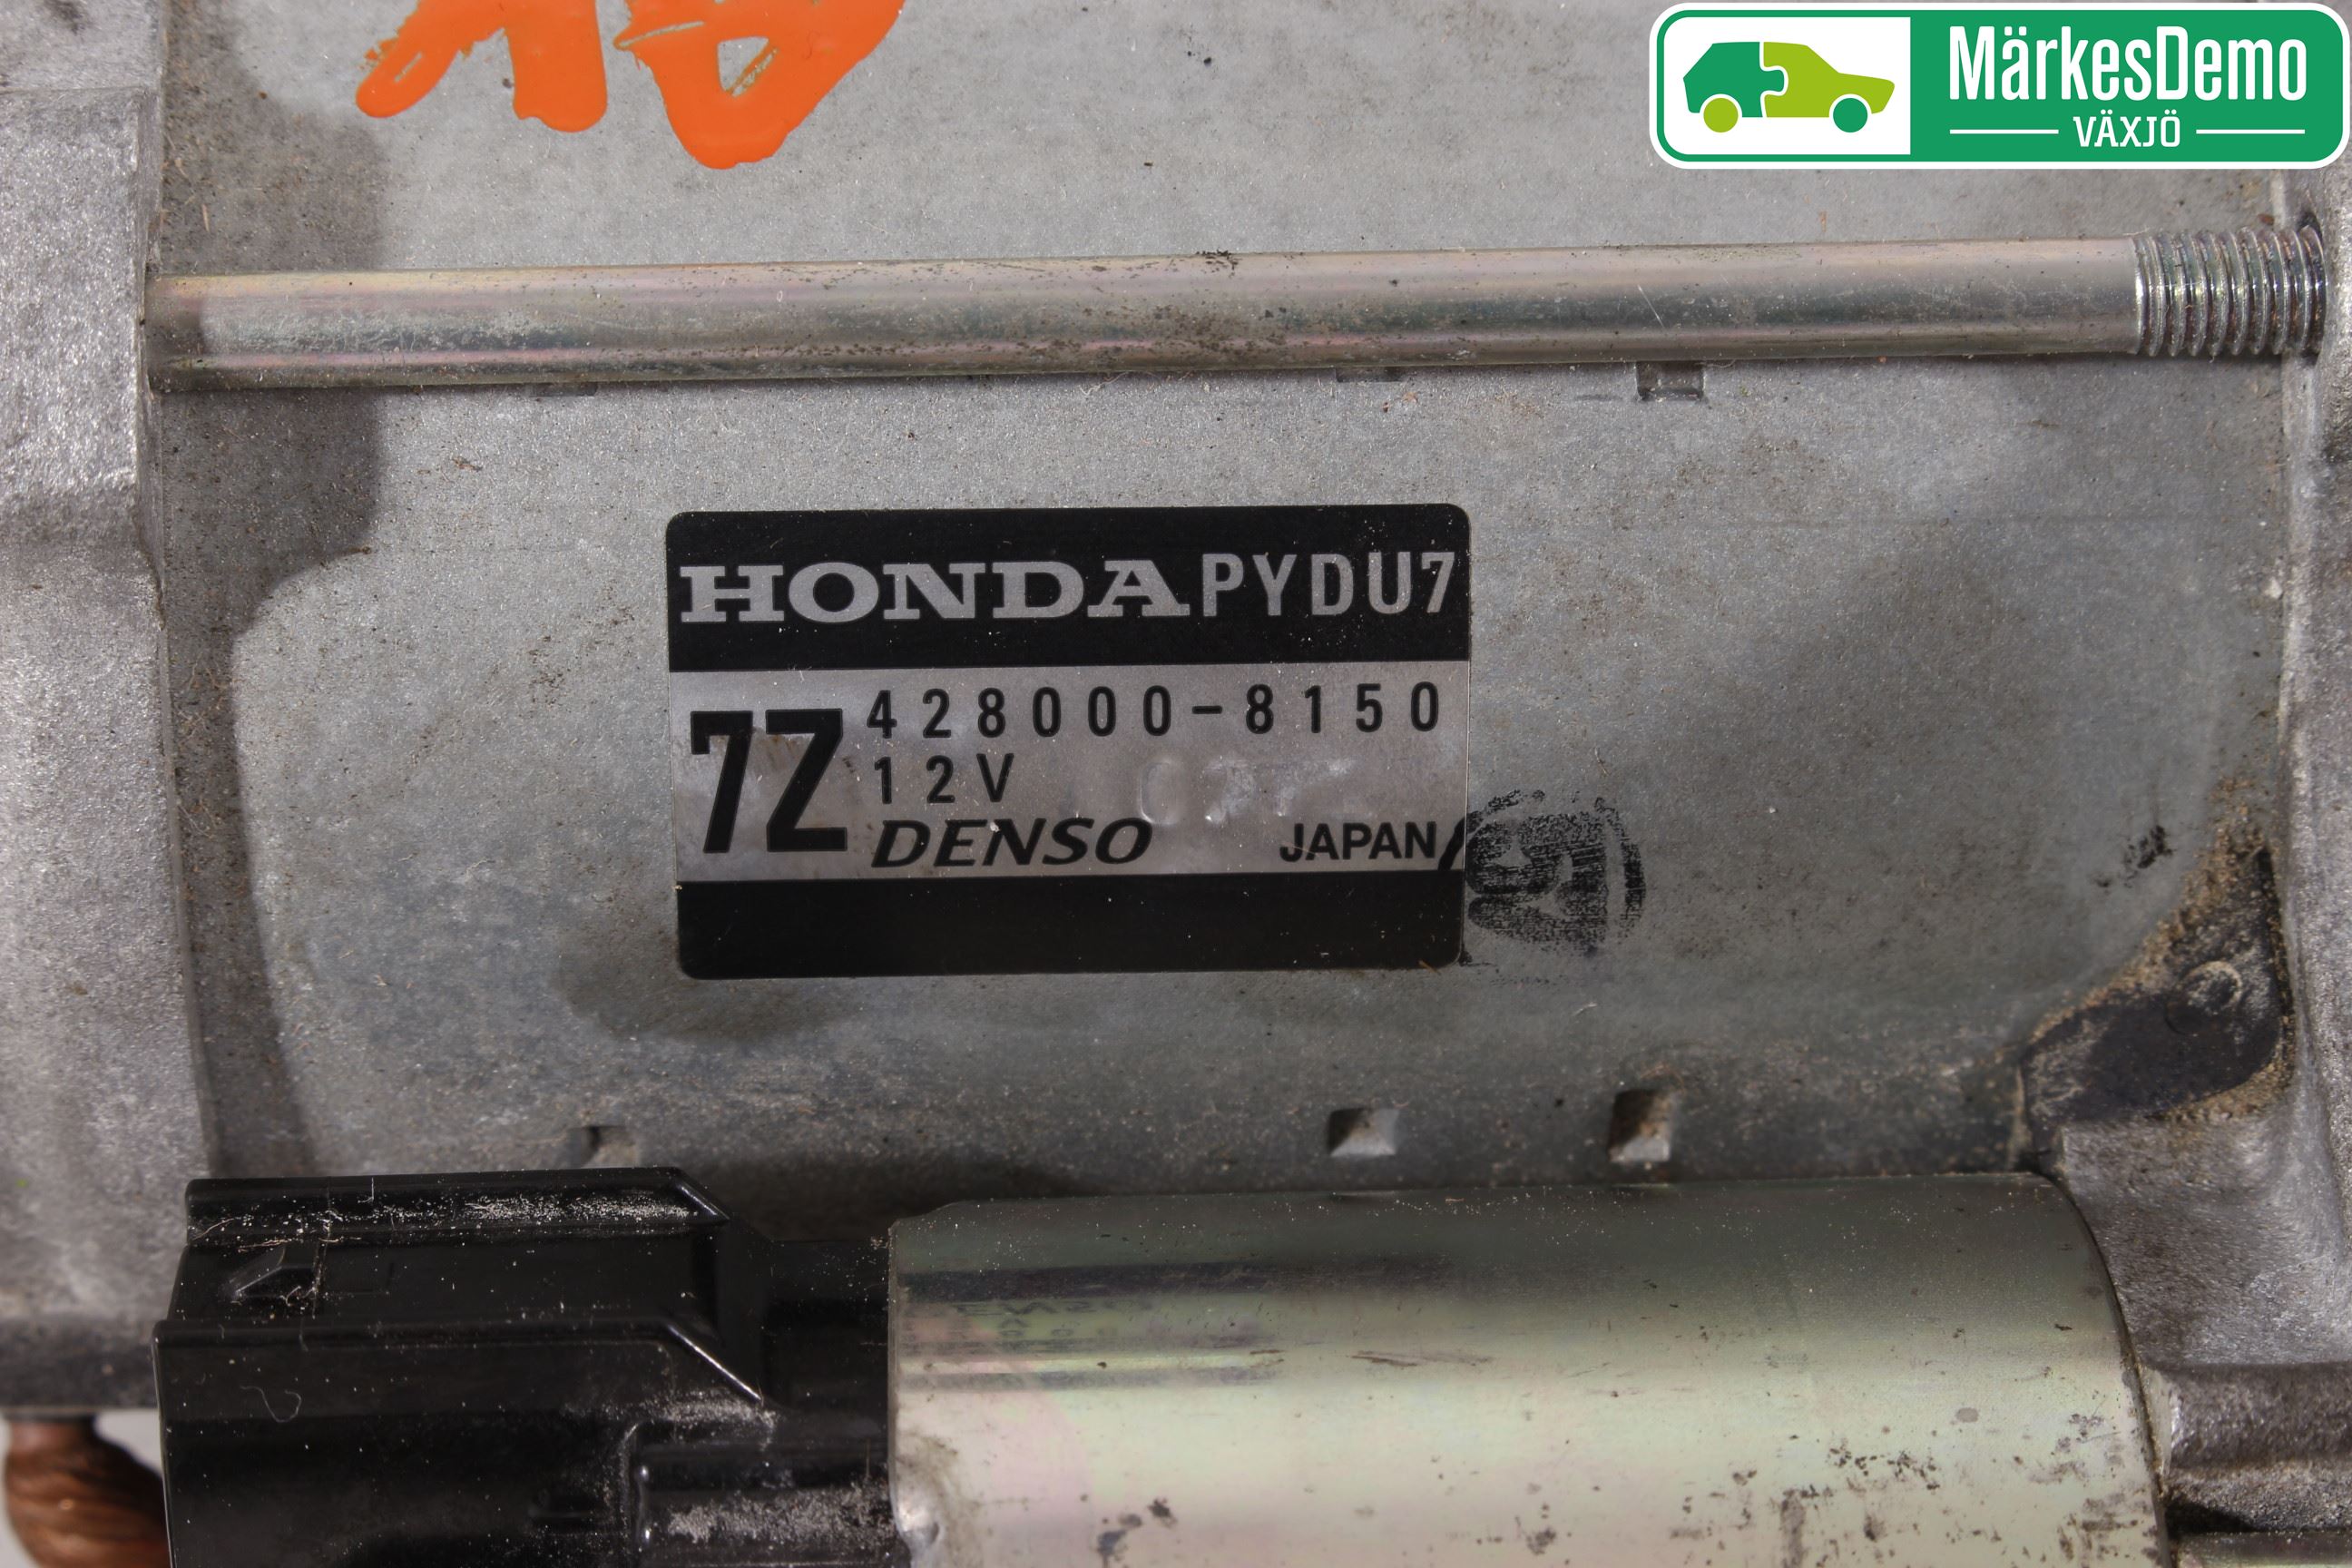 MärkesDemo
VÄXJÖ
HONDA PYDU7
7Z
428000-8150
12V
DENSO JAPAN